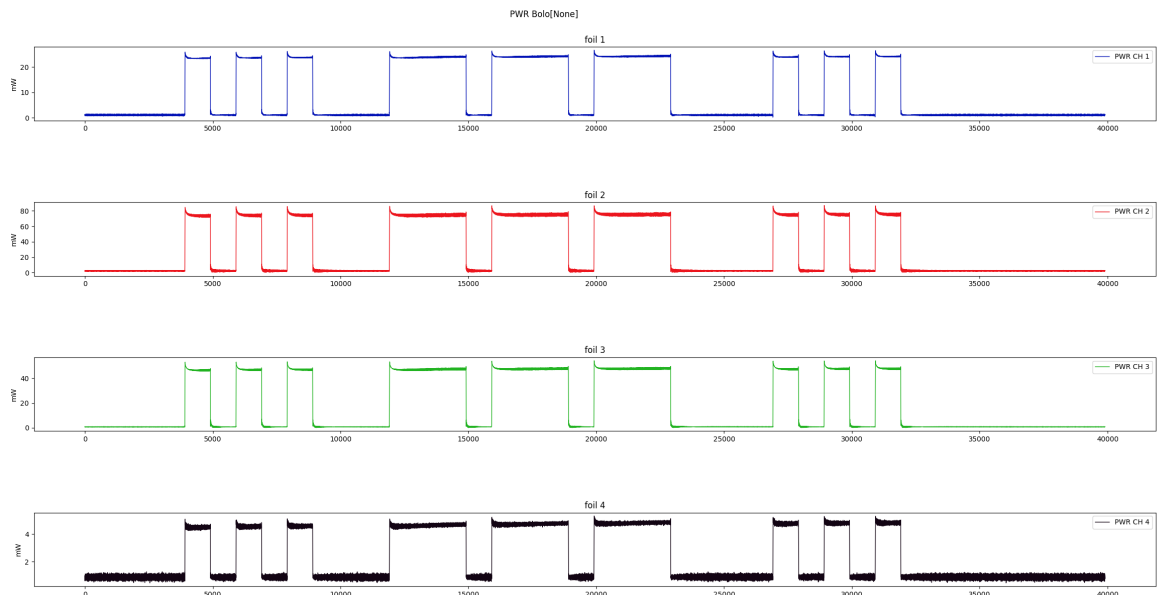 PWR Bolo[None]
foil 1
PWR CH 1
mW
20
0
0 5000 10000 15000 20000 25000 30000 35000 40000
foil 2
PWR CH 2
mW
80
60
40
20
0
0 5000 10000 15000 20000 25000 30000 35000 40000
foil 3
PWR CH 3
mW
40
20
0
0 5000 10000 15000 20000 25000 30000 35000 40000
foil 4
PWR CH 4
mW
4
2
0 5000 10000 15000 20000 25000 30000 35000 40000